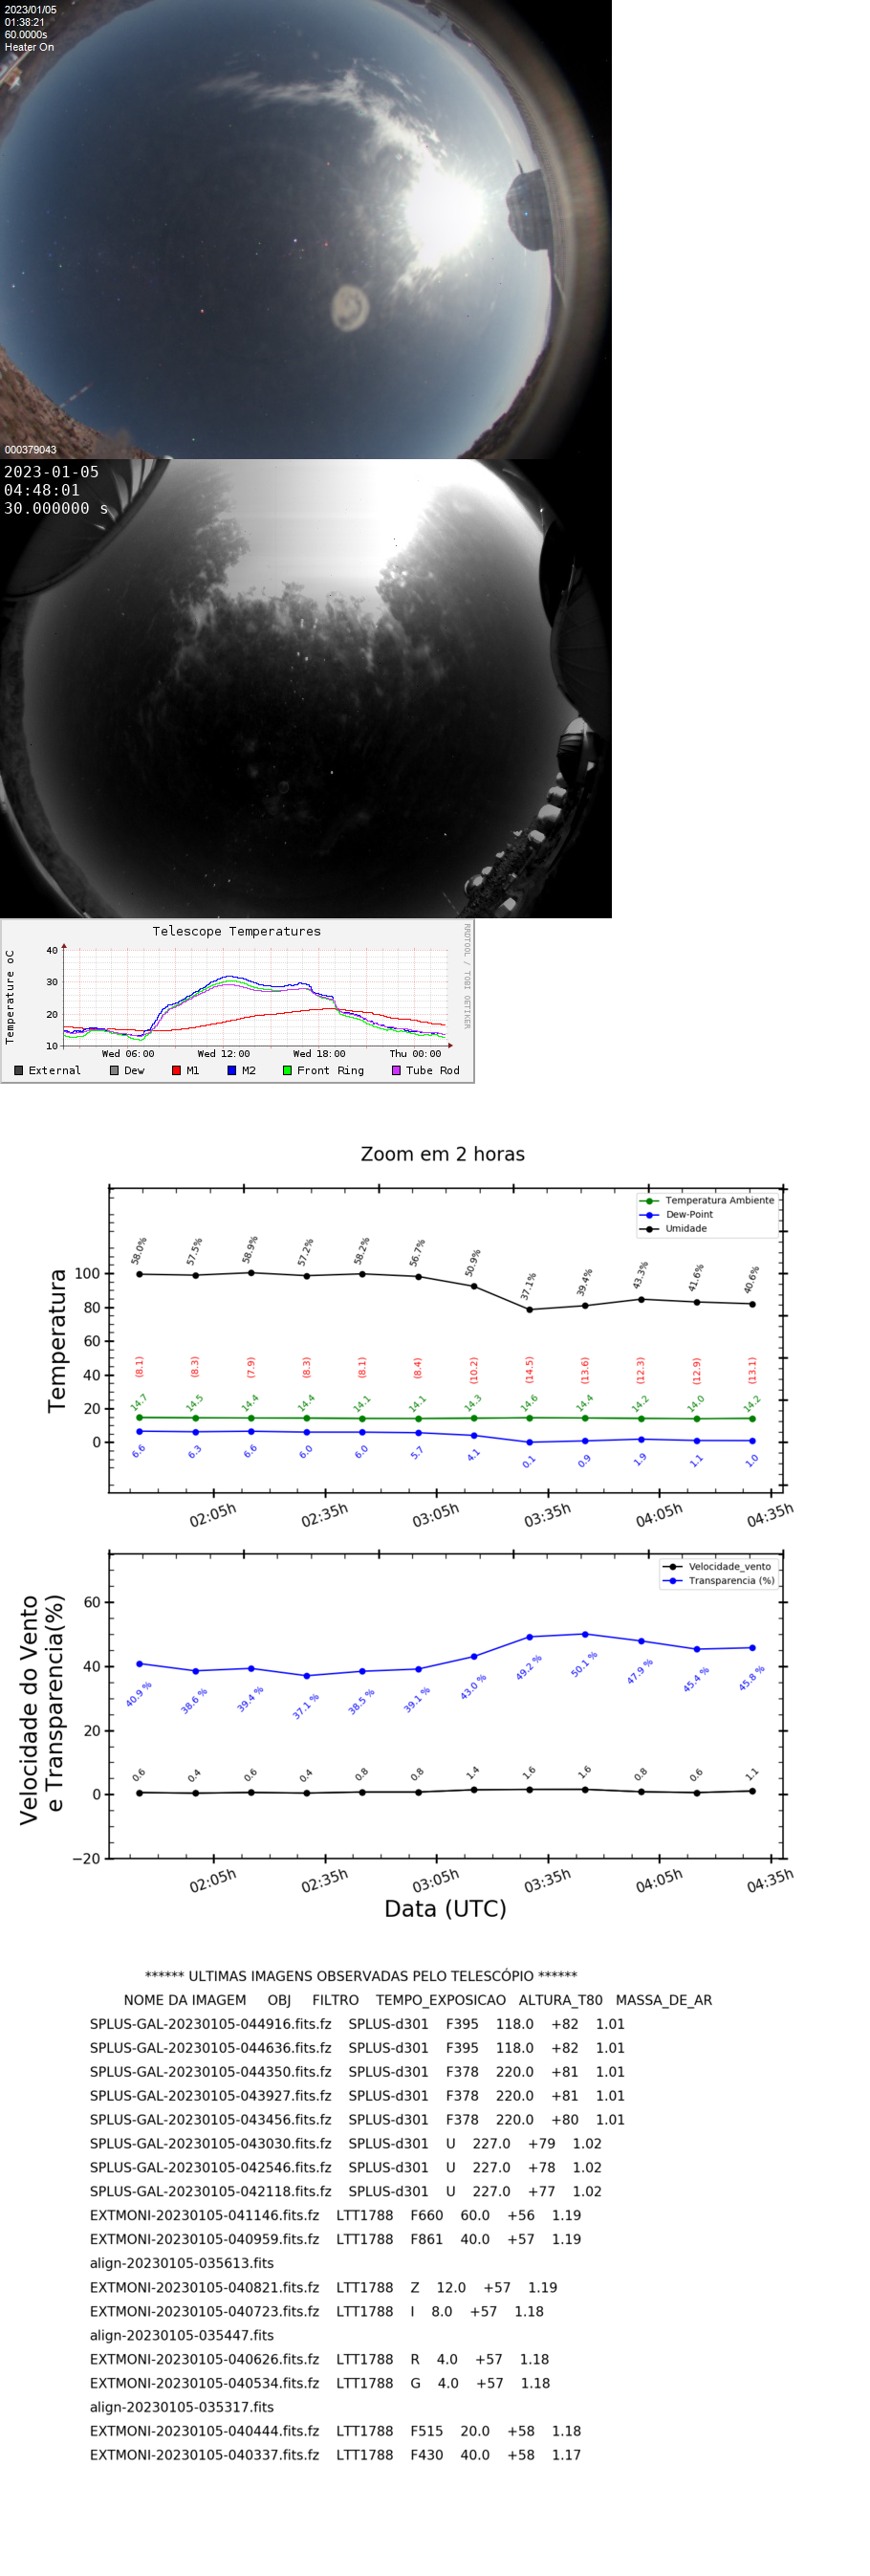 2023/01/05
01:38:21
60.0000s
Heater On
000379043
2023-01-05
04:48:01
30.000000 s
Telescope Temperatures
RRDTOOL / TOBI OETIKER
Temperature oC
40
30
20
10
Wed 06:00 Wed 12:00 Wed 18:00 Thu 00:00
External Dew M1 M2 Front Ring Tube Rod
Zoom em 2 horas
Temperatura Ambiente
Dew-Point
Umidade
Temperatura
100
80
60
40
20
0
58.0% 57.5% 58.9% 57.2% 58.2% 56.7% 50.9% 37.1% 39.4% 43.3% 41.6% 40.6%
(8.1) (8.3) (7.9) (8.3) (8.1) (8.4) (10.2) (14.5) (13.6) (12.3) (12.9) (13.1)
14.7 14.5 14.4 14.4 14.1 14.1 14.3 14.6 14.4 14.2 14.0 14.2
6.6 6.3 6.6 6.0 6.0 5.7 4.1 0.1 0.9 1.9 1.1 1.0
02:05h 02:35h 03:05h 03:35h 04:05h 04:35h
Velocidade_vento
Transparencia (%)
Velocidade do Vento
e Transparencia(%)
60
40
20
0
−20
40.9 % 38.6 % 39.4 % 37.1 % 38.5 % 39.1 % 43.0 % 49.2 % 50.1 % 47.9 % 45.4 % 45.8 %
0.6 0.4 0.6 0.4 0.8 0.8 1.4 1.6 1.6 0.8 0.6 1.1
02:05h 02:35h 03:05h 03:35h 04:05h 04:35h
Data (UTC)
****** ULTIMAS IMAGENS OBSERVADAS PELO TELESCÓPIO ******
NOME DA IMAGEM OBJ FILTRO TEMPO_EXPOSICAO ALTURA_T80 MASSA_DE_AR
SPLUS-GAL-20230105-044916.fits.fz SPLUS-d301 F395 118.0 +82 1.01
SPLUS-GAL-20230105-044636.fits.fz SPLUS-d301 F395 118.0 +82 1.01
SPLUS-GAL-20230105-044350.fits.fz SPLUS-d301 F378 220.0 +81 1.01
SPLUS-GAL-20230105-043927.fits.fz SPLUS-d301 F378 220.0 +81 1.01
SPLUS-GAL-20230105-043456.fits.fz SPLUS-d301 F378 220.0 +80 1.01
SPLUS-GAL-20230105-043030.fits.fz SPLUS-d301 U 227.0 +79 1.02
SPLUS-GAL-20230105-042546.fits.fz SPLUS-d301 U 227.0 +78 1.02
SPLUS-GAL-20230105-042118.fits.fz SPLUS-d301 U 227.0 +77 1.02
EXTMONI-20230105-041146.fits.fz LTT1788 F660 60.0 +56 1.19
EXTMONI-20230105-040959.fits.fz LTT1788 F861 40.0 +57 1.19
align-20230105-035613.fits
EXTMONI-20230105-040821.fits.fz LTT1788 Z 12.0 +57 1.19
EXTMONI-20230105-040723.fits.fz LTT1788 I 8.0 +57 1.18
align-20230105-035447.fits
EXTMONI-20230105-040626.fits.fz LTT1788 R 4.0 +57 1.18
EXTMONI-20230105-040534.fits.fz LTT1788 G 4.0 +57 1.18
align-20230105-035317.fits
EXTMONI-20230105-040444.fits.fz LTT1788 F515 20.0 +58 1.18
EXTMONI-20230105-040337.fits.fz LTT1788 F430 40.0 +58 1.17